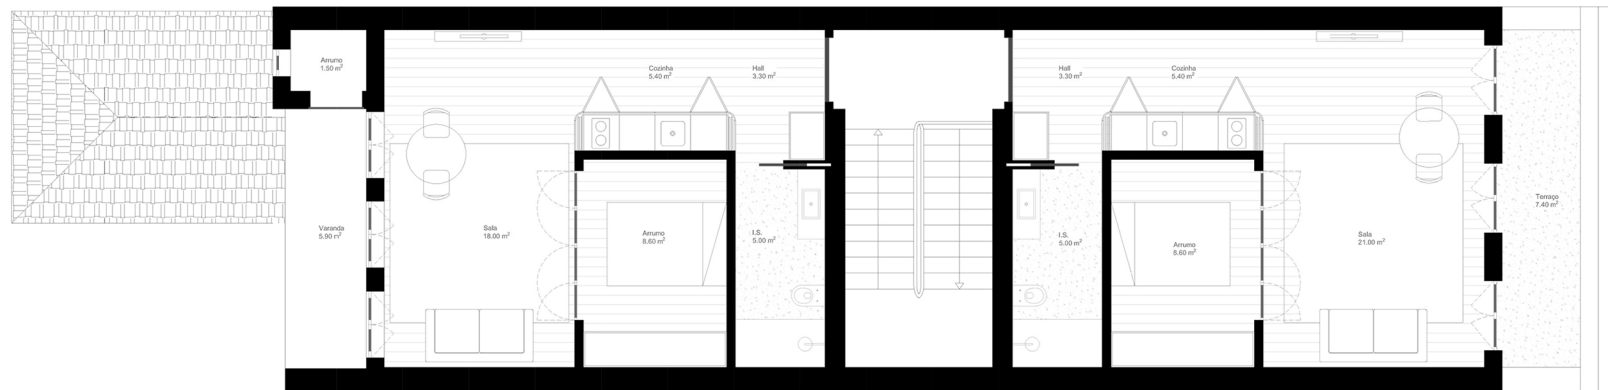 Arrumo
1.50 m²
Varanda
5.90 m²
Sala
18.00 m²
Cozinha
5.40 m²
Hall
3.30 m²
Arrumo
8.60 m²
I.S.
5.00 m²
Hall
3.30 m²
Cozinha
5.40 m²
I.S.
5.00 m²
Arrumo
8.60 m²
Sala
21.00 m²
Terraço
7.40 m²